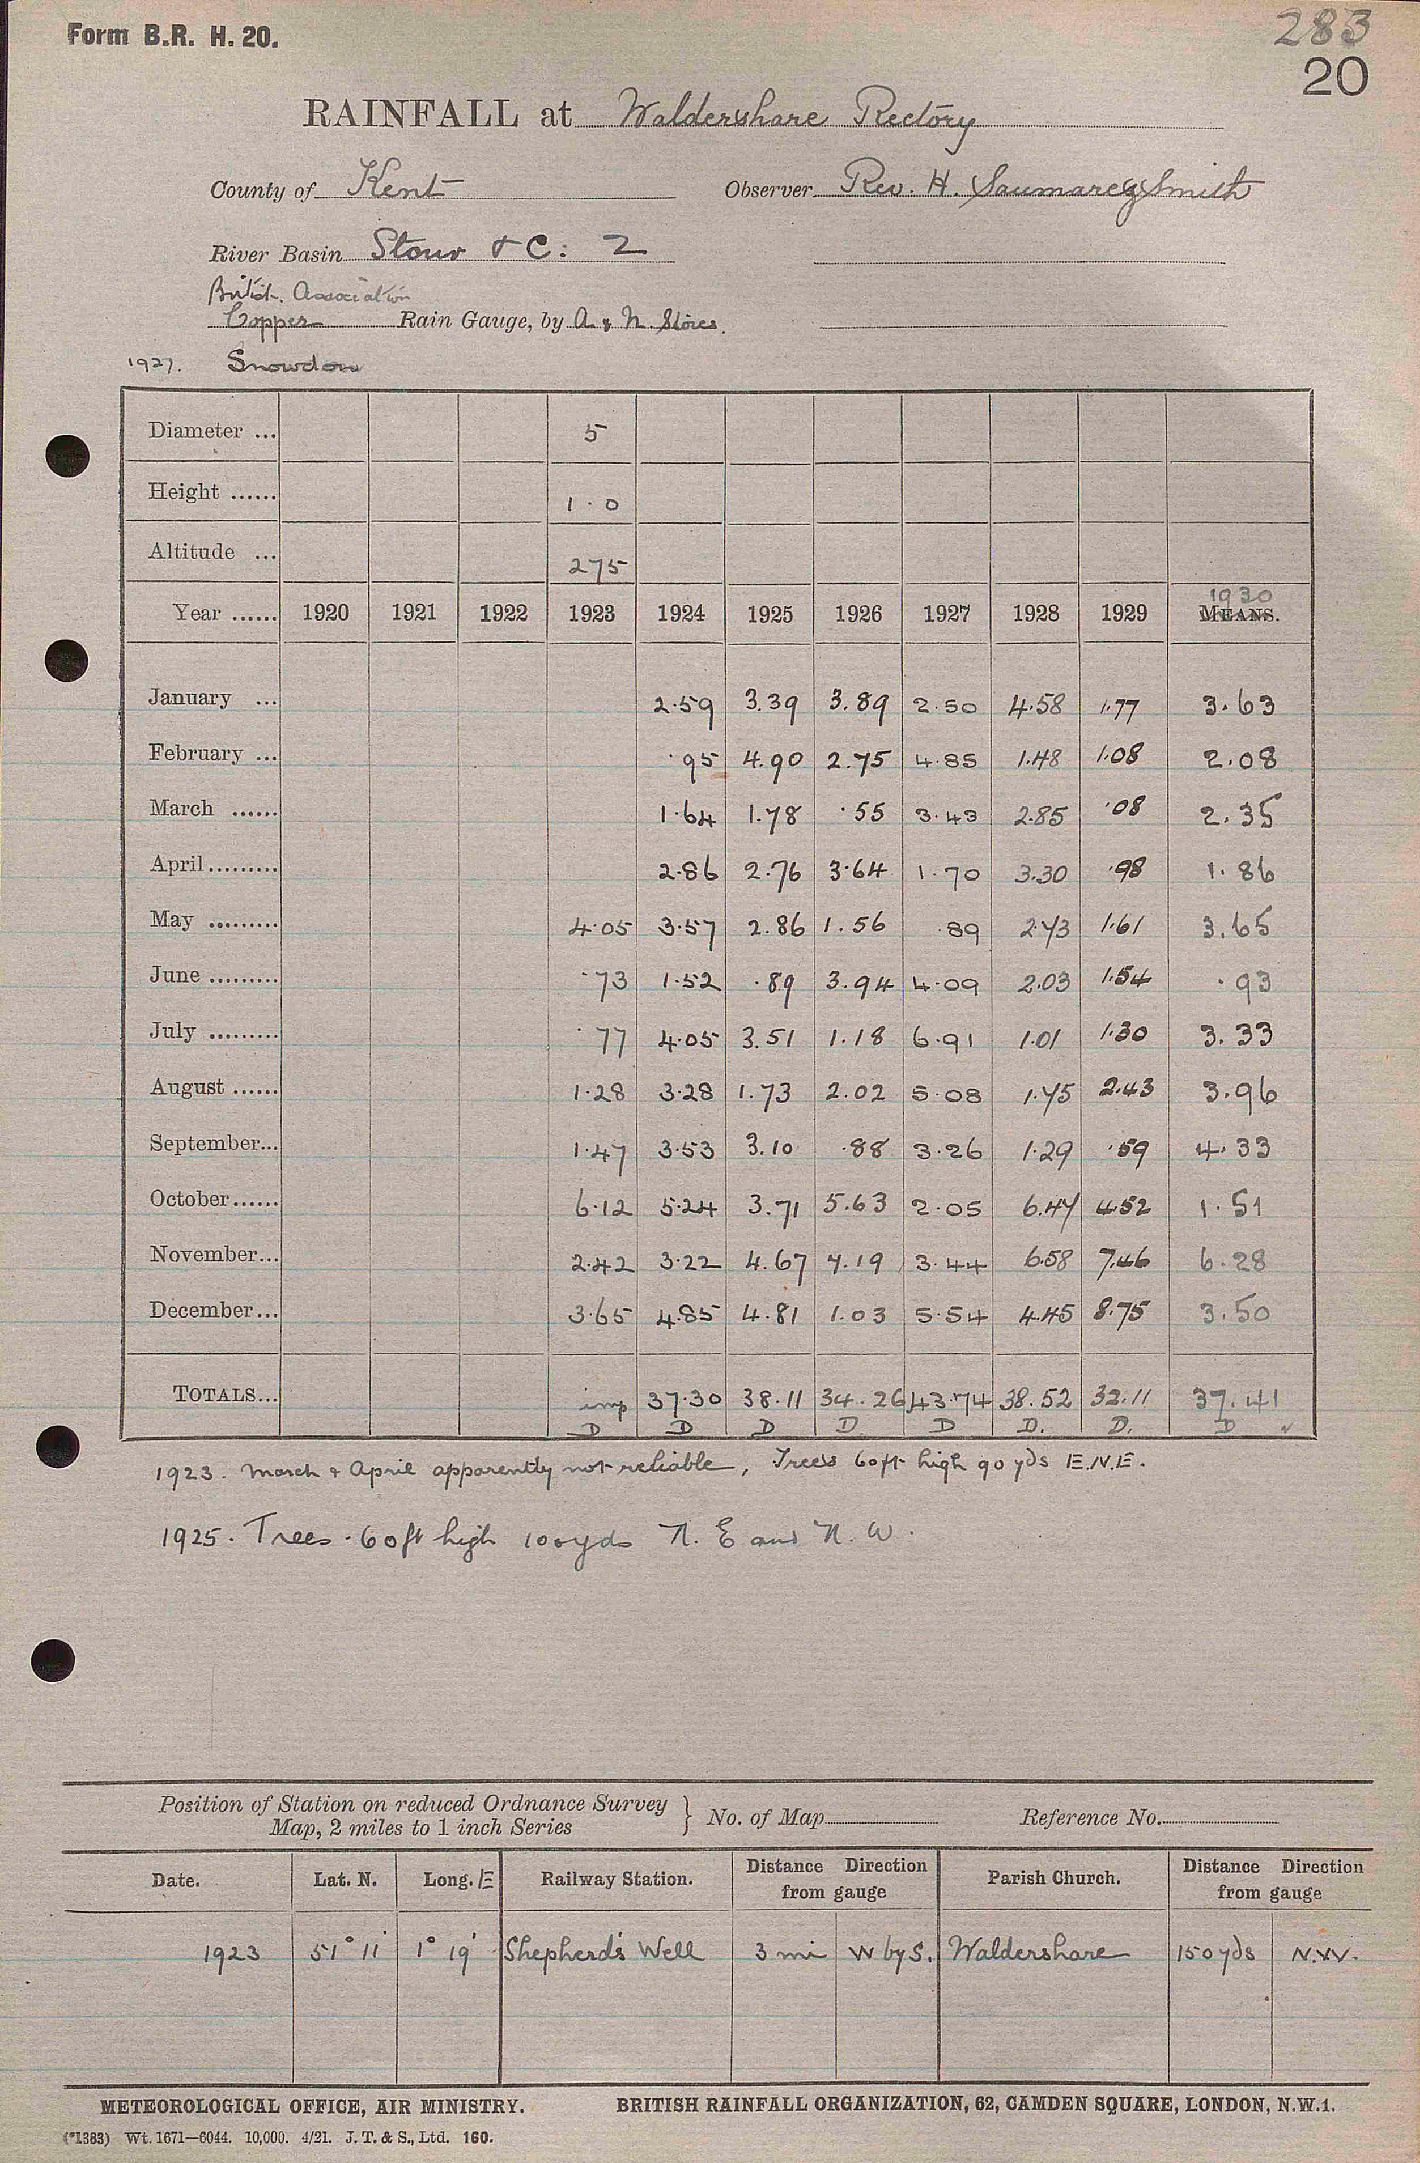 Form B.R. H. 20.
283
20
RAINFALL at Waldershare Rectory
County of Kent Observer Rev. H. Saumarez Smith
River Basin Stour & C: 2
British Association
Copper Rain Gauge, by A & N. Stores.
1927. Snowdon
Diameter ... 5
Height ...... 1.0
Altitude ... 275
1930
Year ...... 1920 1921 1922 1923 1924 1925 1926 1927 1928 1929 MEANS.
January ... 2.59 3.39 3.89 2.50 4.58 1.77 3.63
February ... .95 4.90 2.75 4.85 1.48 1.08 2.08
March ...... 1.64 1.78 .55 3.43 2.85 .08 2.35
April ......... 2.86 2.76 3.64 1.70 3.30 .98 1.86
May ......... 4.05 3.57 2.86 1.56 .89 2.73 1.61 3.65
June ......... .73 1.52 .89 3.94 4.09 2.03 1.54 .93
July ......... .77 4.05 3.51 1.18 6.91 1.01 1.30 3.33
August ...... 1.28 3.28 1.73 2.02 5.08 1.75 2.43 3.96
September... 1.47 3.53 3.10 .88 3.26 1.29 .59 4.33
October ...... 6.12 5.24 3.71 5.63 2.05 6.47 4.52 1.51
November... 2.42 3.22 4.67 7.19 3.44 6.58 7.46 6.28
December... 3.65 4.85 4.81 1.03 5.54 4.45 8.75 3.50
TOTALS... imp 37.30 38.11 34.26 43.74 38.52 32.11 37.41
D D D D. D D. D. D ✓
1923. March & April apparently not reliable, Trees 60ft high 90 yds E.N.E.
1925. Trees. 60ft high 100yds N. E and N. W.
Position of Station on reduced Ordnance Survey
Map, 2 miles to 1 inch Series } No. of Map Reference No.
Date. Lat. N. Long. E Railway Station. Distance Direction from gauge Parish Church. Distance Direction from gauge
1923 51° 11' 1° 19' Shepherd's Well 3 mi W by S. Waldershare 150 yds N.W.
METEOROLOGICAL OFFICE, AIR MINISTRY. BRITISH RAINFALL ORGANIZATION, 62, CAMDEN SQUARE, LONDON, N.W.1.
(*1383) Wt. 1671—6044. 10,000. 4/21. J. T. & S., Ltd. 160.